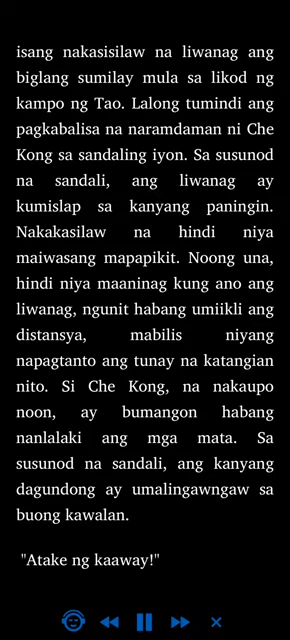 isang nakasisilaw na liwanag ang
biglang sumilay mula sa likod ng
kampo ng Tao. Lalong tumindi ang
pagkabalisa na naramdaman ni Che
Kong sa sandaling iyon. Sa susunod
na sandali, ang liwanag ay
kumislap sa kanyang paningin.
Nakakasilaw na hindi niya
maiwasang mapapikit. Noong una,
hindi niya maaninag kung ano ang
liwanag, ngunit habang umiikli ang
distansya, mabilis niyang
napagtanto ang tunay na katangian
nito. Si Che Kong, na nakaupo
noon, ay bumangon habang
nanlalaki ang mga mata. Sa
susunod na sandali, ang kanyang
dagundong ay umalingawngaw sa
buong kawalan.
"Atake ng kaaway!"